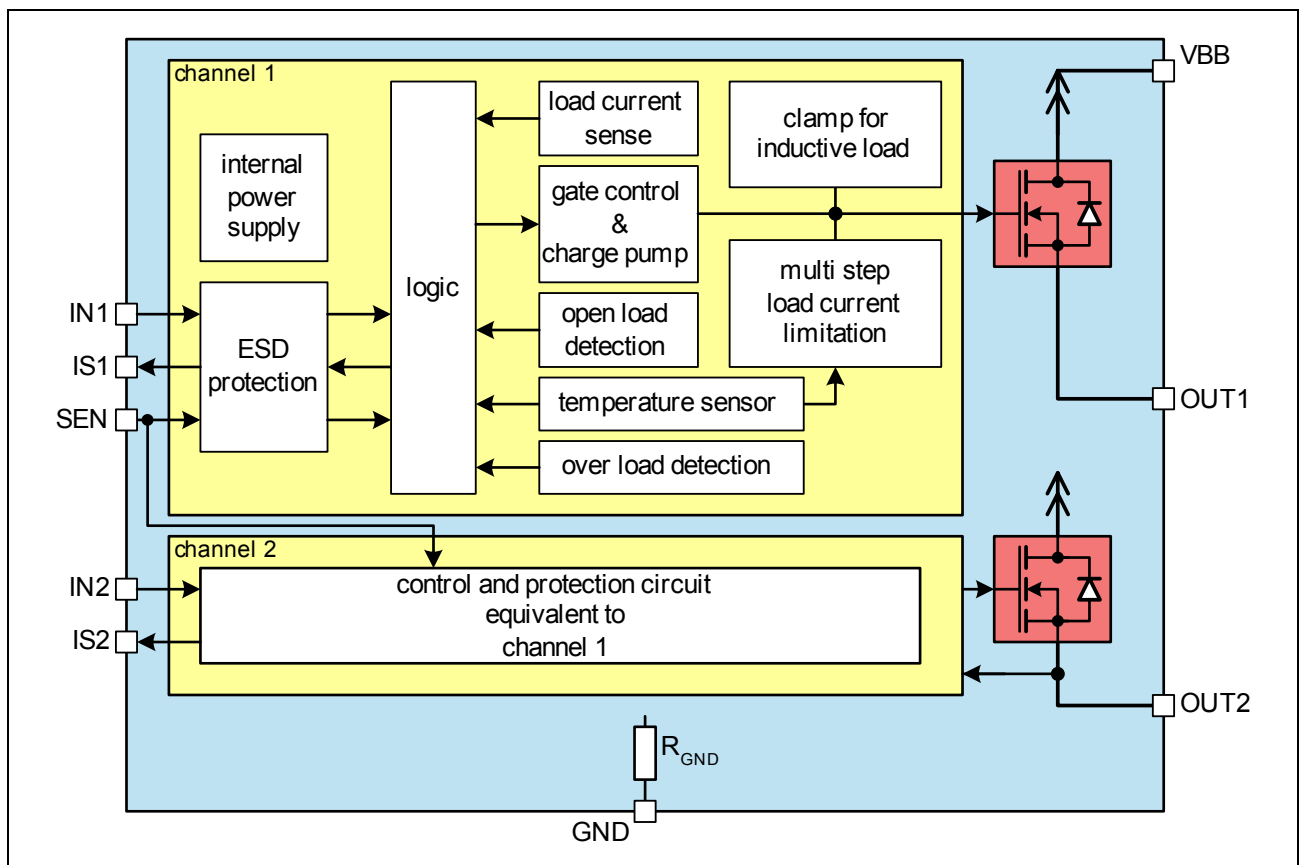 VBB
channel 1
load current
sense
clamp for
inductive load
internal
power
supply
gate control
&
charge pump
logic
multi step
load current
limitation
IN1
IS1
SEN
ESD
protection
open load
detection
temperature sensor
OUT1
over load detection
channel 2
IN2
IS2
control and protection circuit
equivalent to
channel 1
OUT2
RGND
GND